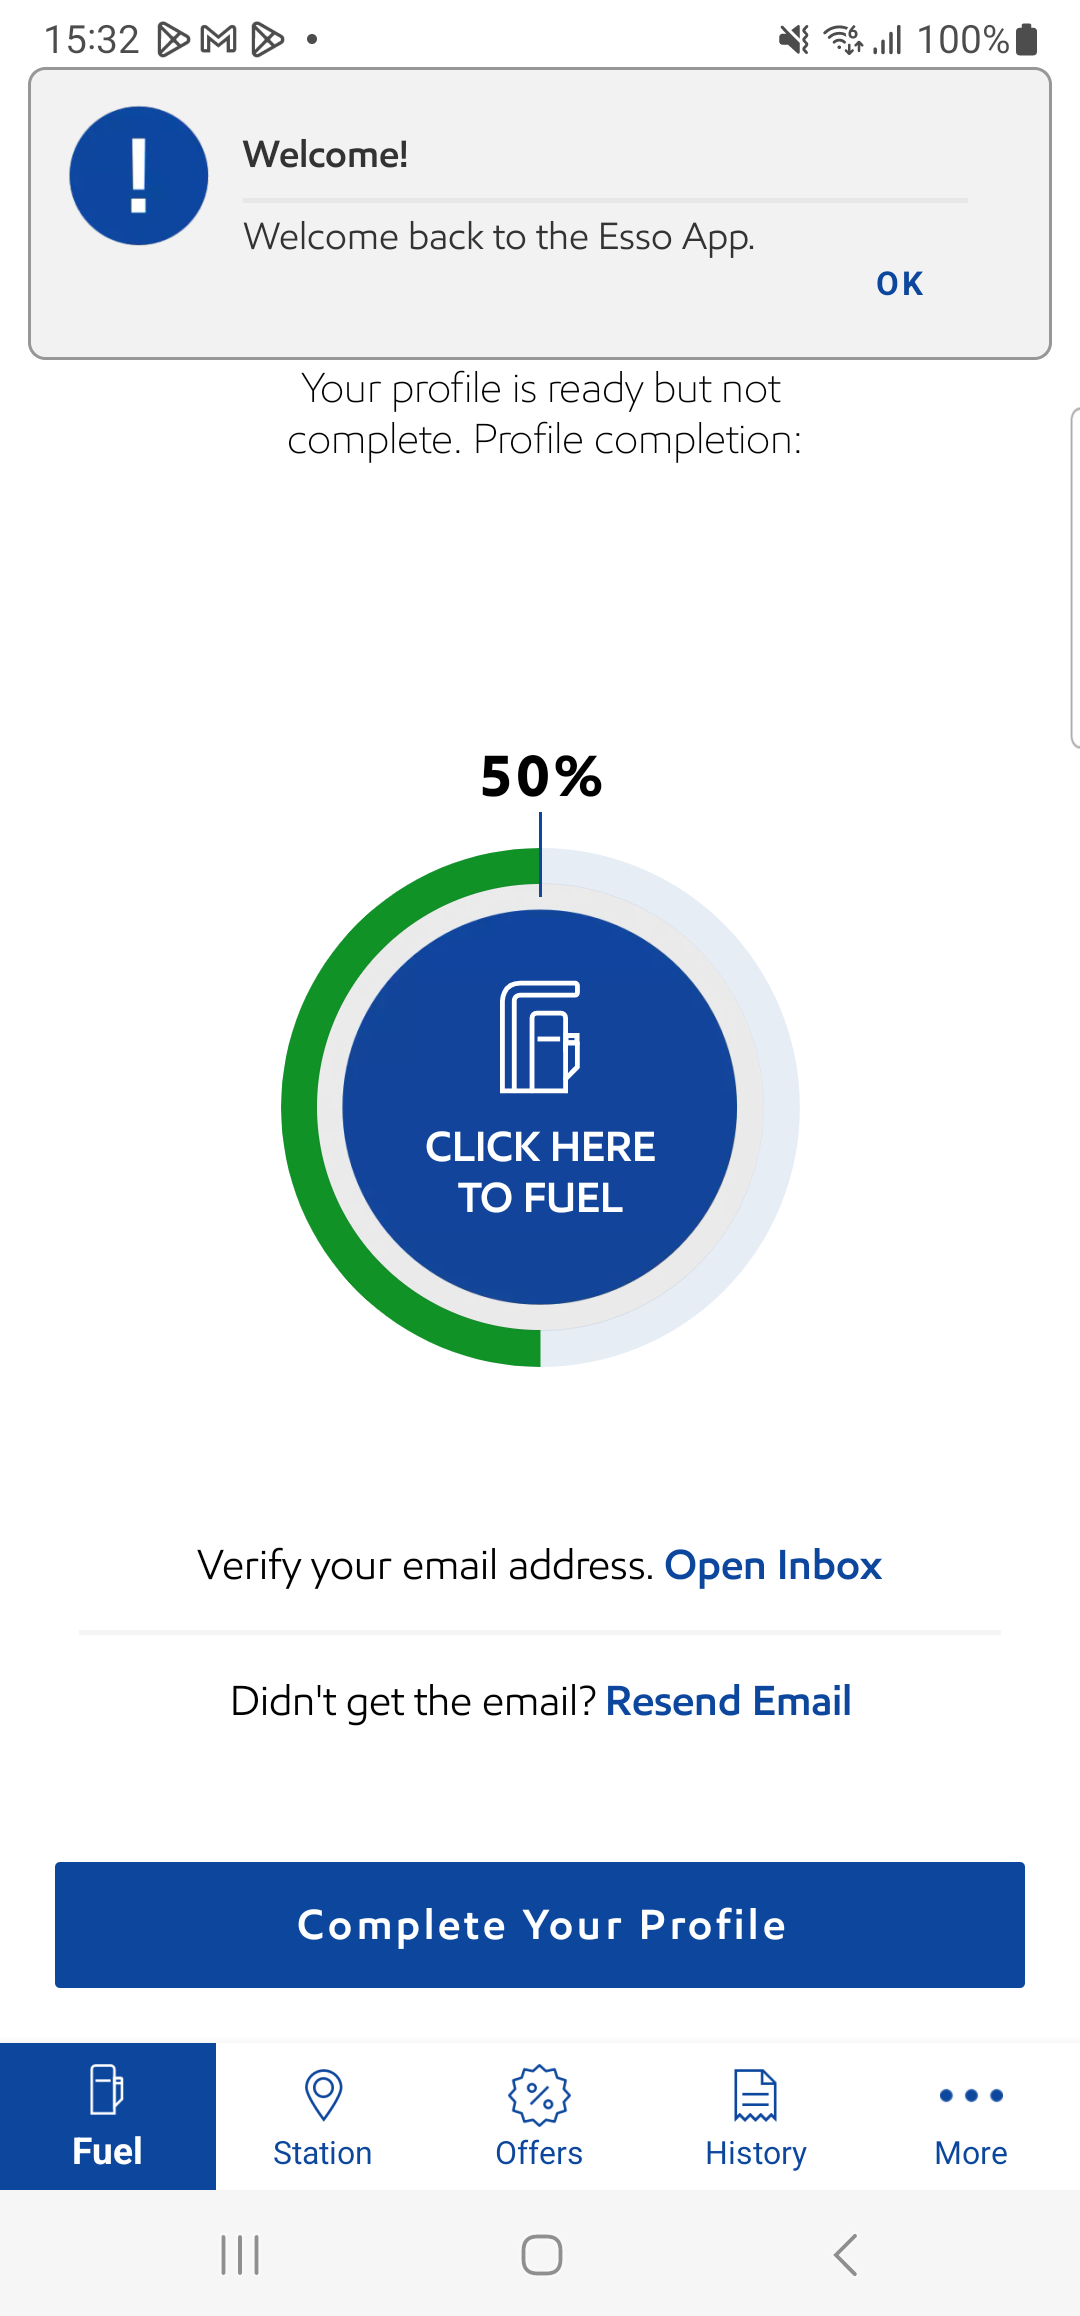 15:32
100%
Welcome!
Welcome back to the Esso App.
OK
Your profile is ready but not
complete. Profile completion:
50%
CLICK HERE
TO FUEL
Verify your email address. Open Inbox
Didn't get the email? Resend Email
Complete Your Profile
Fuel
Station
Offers
History
More